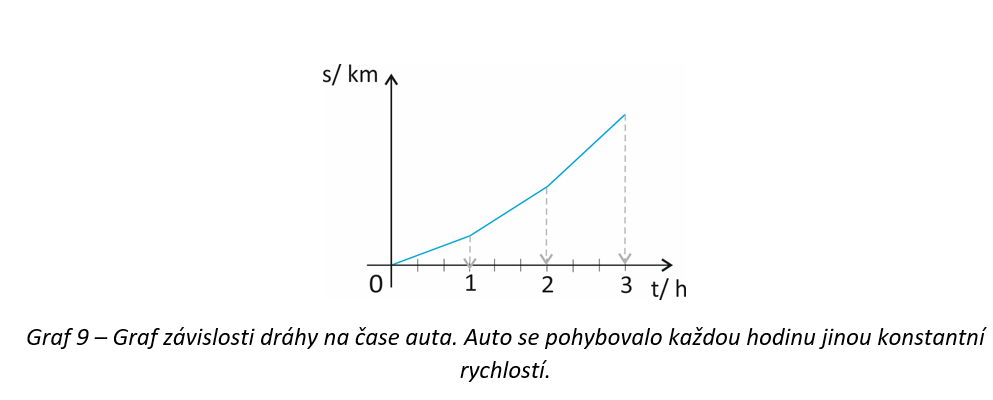 s/ km
0
1
2
3
t/ h
Graf 9 – Graf závislosti dráhy na čase auta. Auto se pohybovalo každou hodinu jinou konstantní
rychlostí.